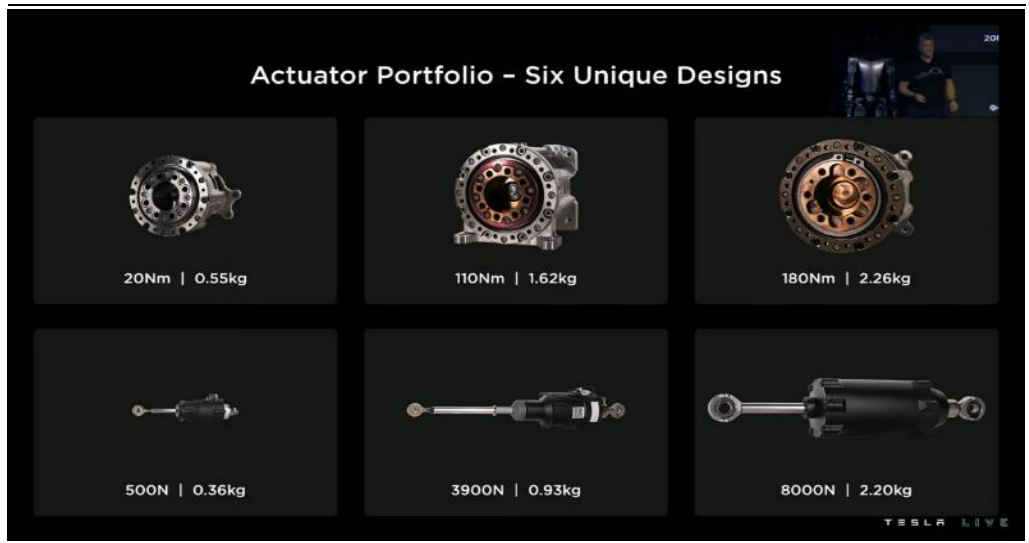 Actuator Portfolio – Six Unique Designs
20Nm | 0.55kg
110Nm | 1.62kg
180Nm | 2.26kg
500N | 0.36kg
3900N | 0.93kg
8000N | 2.20kg
TESLA LIVE